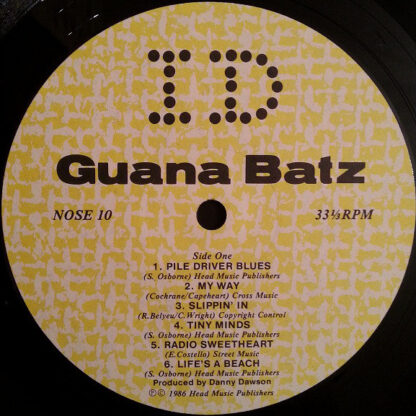 ID
Guana Batz
NOSE 10
33⅓ RPM
Side One
1. PILE DRIVER BLUES
(S. Osborne) Head Music Publishers
2. MY WAY
(Cochrane/Capeheart) Cross Music
3. SLIPPIN' IN
(R.Belyeu/C.Wright) Copyright Control
4. TINY MINDS
(S. Osborne) Head Music Publishers
5. RADIO SWEETHEART
(E.Costello) Street Music
6. LIFE'S A BEACH
(S. Osborne) Head Music Publishers
Produced by Danny Dawson
℗ © 1986 Head Music Publishers